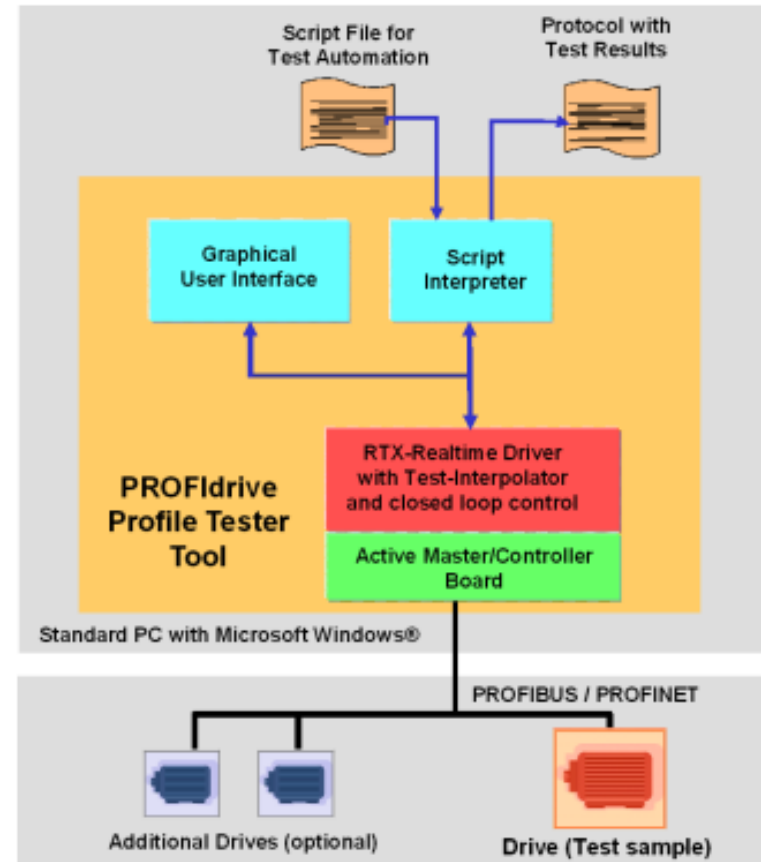 Script File for
Test Automation
Protocol with
Test Results
Graphical
User Interface
Script
Interpreter
RTX-Realtime Driver
with Test-Interpolator
and closed loop control
PROFIdrive
Profile Tester
Tool
Active Master/Controller
Board
Standard PC with Microsoft Windows®
PROFIBUS / PROFINET
Additional Drives (optional)
Drive (Test sample)